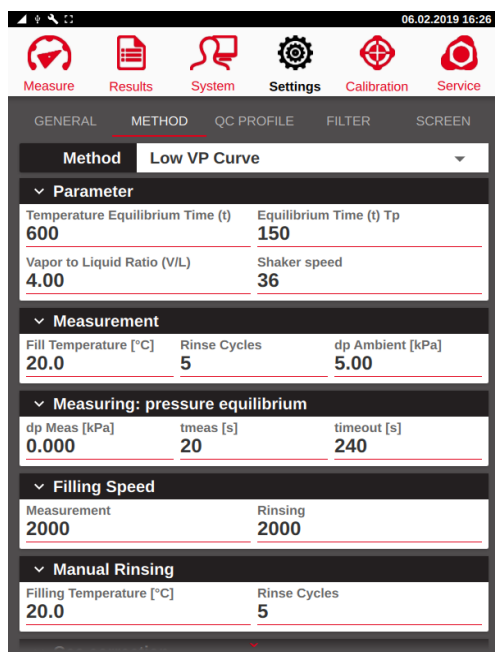 06.02.2019 16:26
Measure Results System Settings Calibration Service
GENERAL METHOD QC PROFILE FILTER SCREEN
Method Low VP Curve
Parameter
Temperature Equilibrium Time (t) Equilibrium Time (t) Tp
600 150
Vapor to Liquid Ratio (V/L) Shaker speed
4.00 36
Measurement
Fill Temperature [°C] Rinse Cycles dp Ambient [kPa]
20.0 5 5.00
Measuring: pressure equilibrium
dp Meas [kPa] tmeas [s] timeout [s]
0.000 20 240
Filling Speed
Measurement Rinsing
2000 2000
Manual Rinsing
Filling Temperature [°C] Rinse Cycles
20.0 5